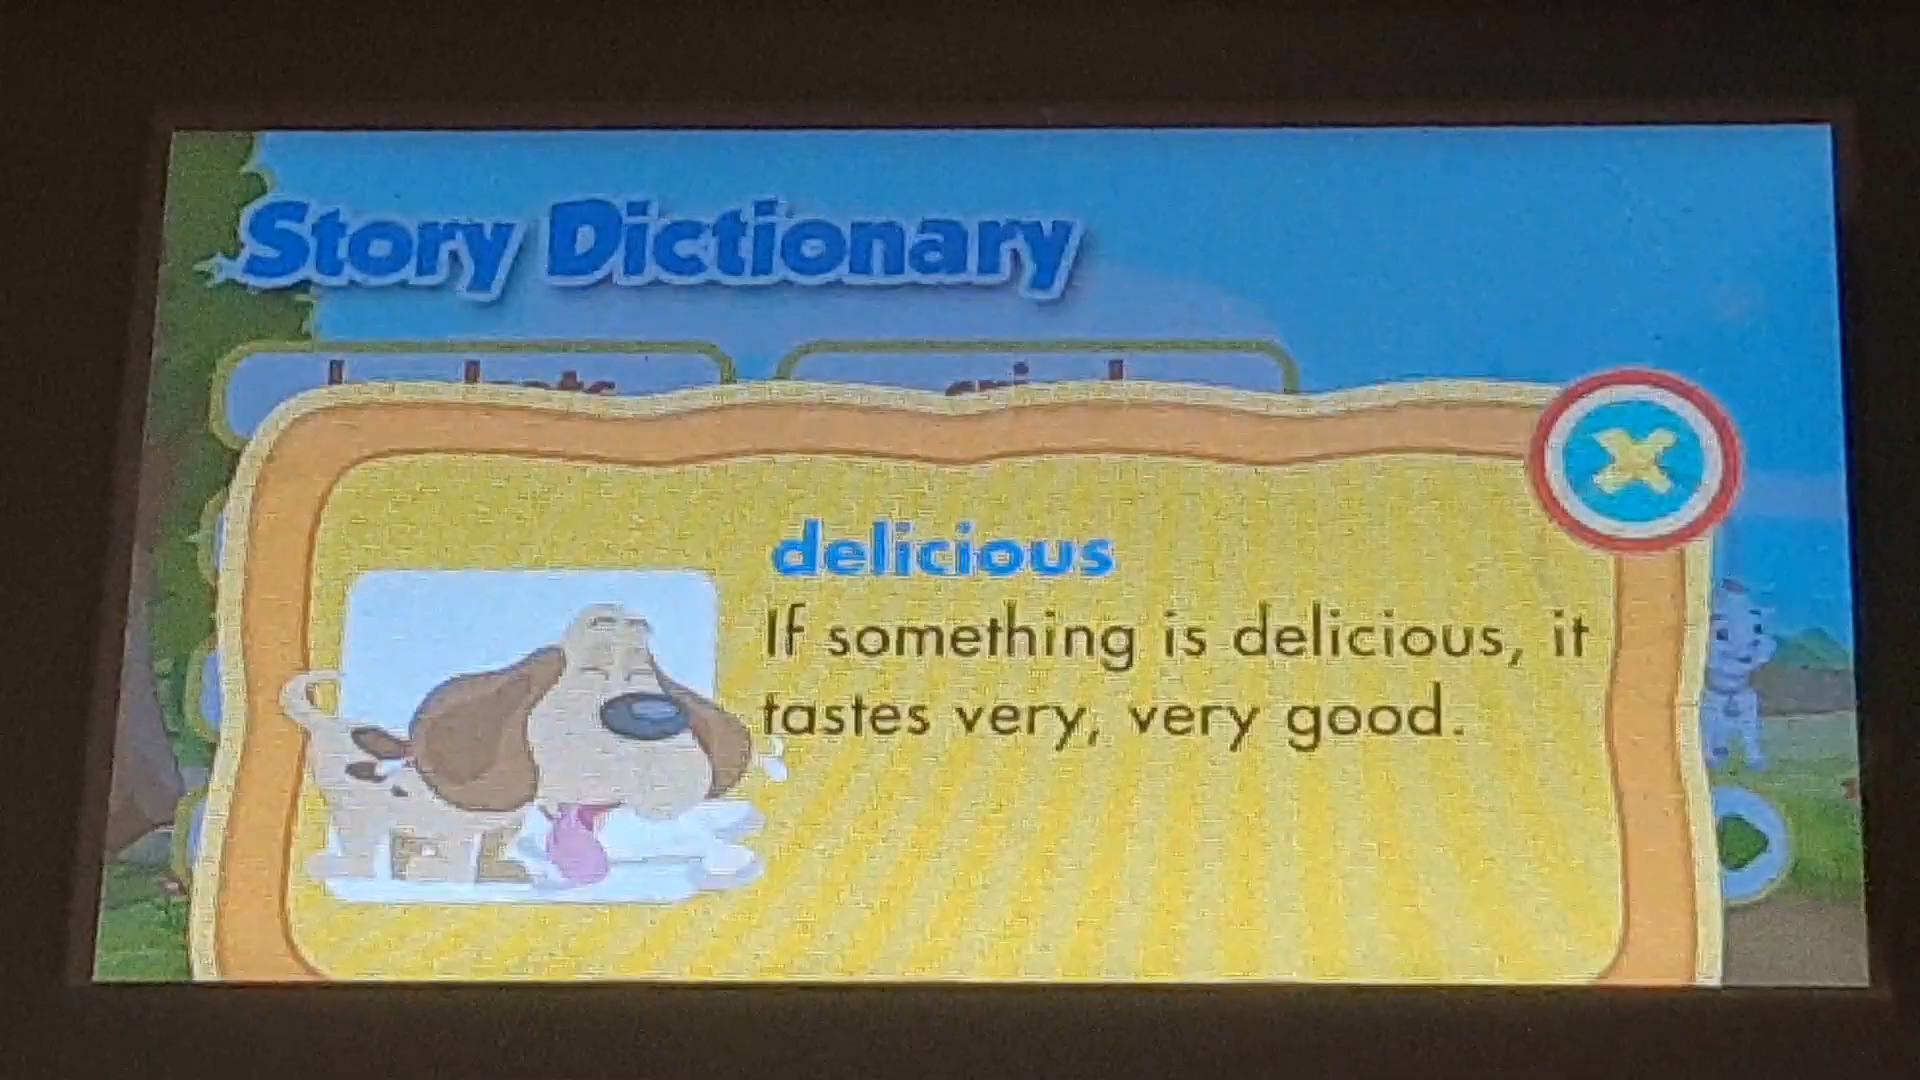 Story Dictionary
delicious
If something is delicious, it
tastes very, very good.